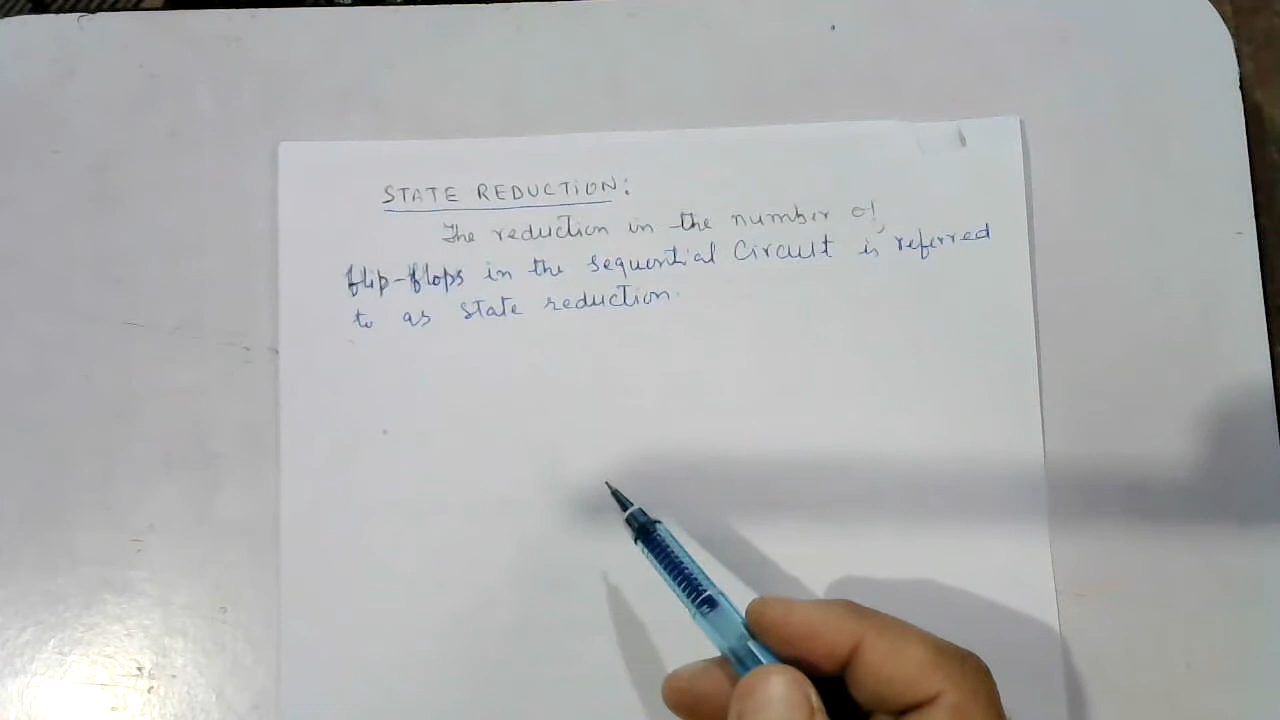 STATE REDUCTION:
The reduction in the number of
flip-flops in the sequential Circuit is referred
to as state reduction.